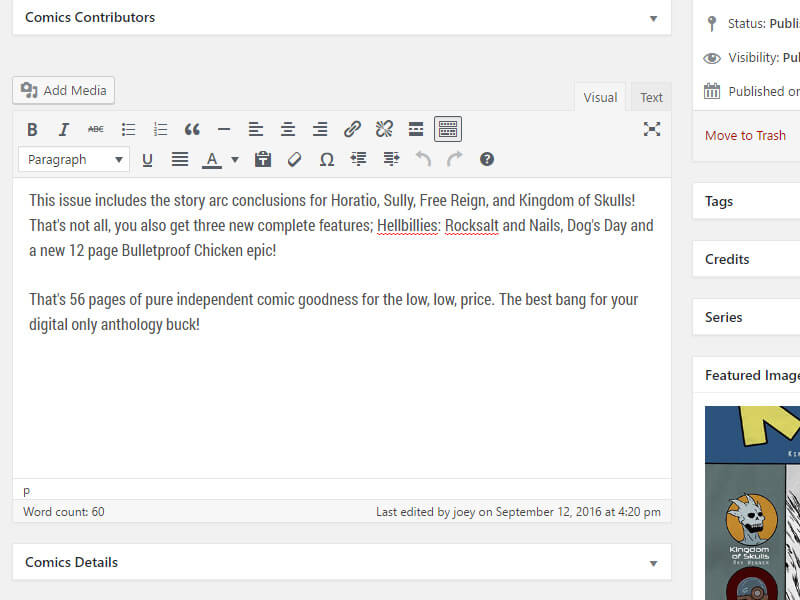 Comics Contributors
Status: Publi
Visibility: Pu
Published on
Move to Trash
Add Media
Visual
Text
B I ABC
Paragraph U A Ω
This issue includes the story arc conclusions for Horatio, Sully, Free Reign, and Kingdom of Skulls!
That's not all, you also get three new complete features; Hellbillies: Rocksalt and Nails, Dog's Day and
a new 12 page Bulletproof Chicken epic!
That's 56 pages of pure independent comic goodness for the low, low, price. The best bang for your
digital only anthology buck!
p
Word count: 60
Last edited by joey on September 12, 2016 at 4:20 pm
Comics Details
Tags
Credits
Series
Featured Image
Kingdom
of Skulls